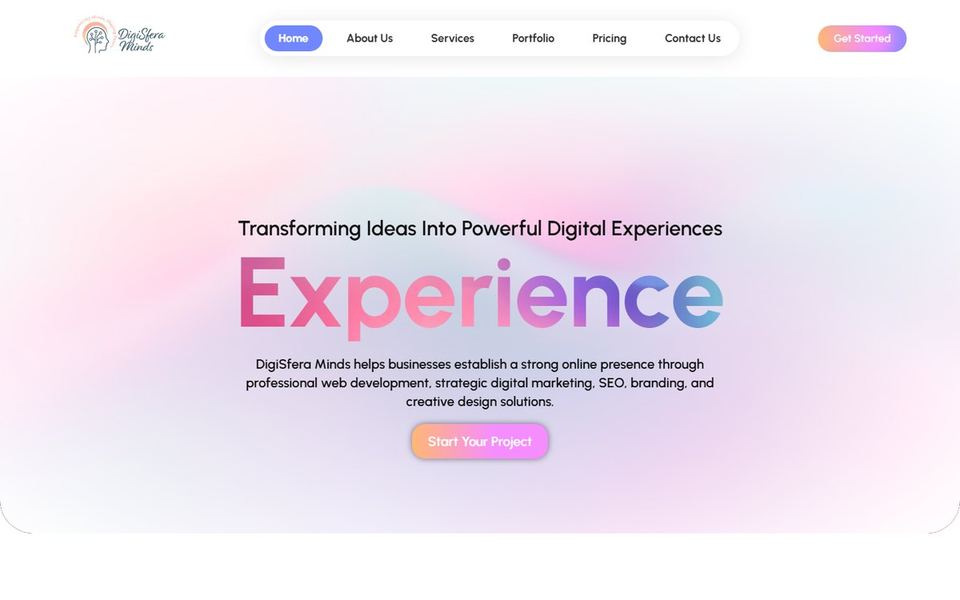 DigiSfera
Minds
Home
About Us
Services
Portfolio
Pricing
Contact Us
Get Started
Transforming Ideas Into Powerful Digital Experiences
Experience
DigiSfera Minds helps businesses establish a strong online presence through
professional web development, strategic digital marketing, SEO, branding, and
creative design solutions.
Start Your Project